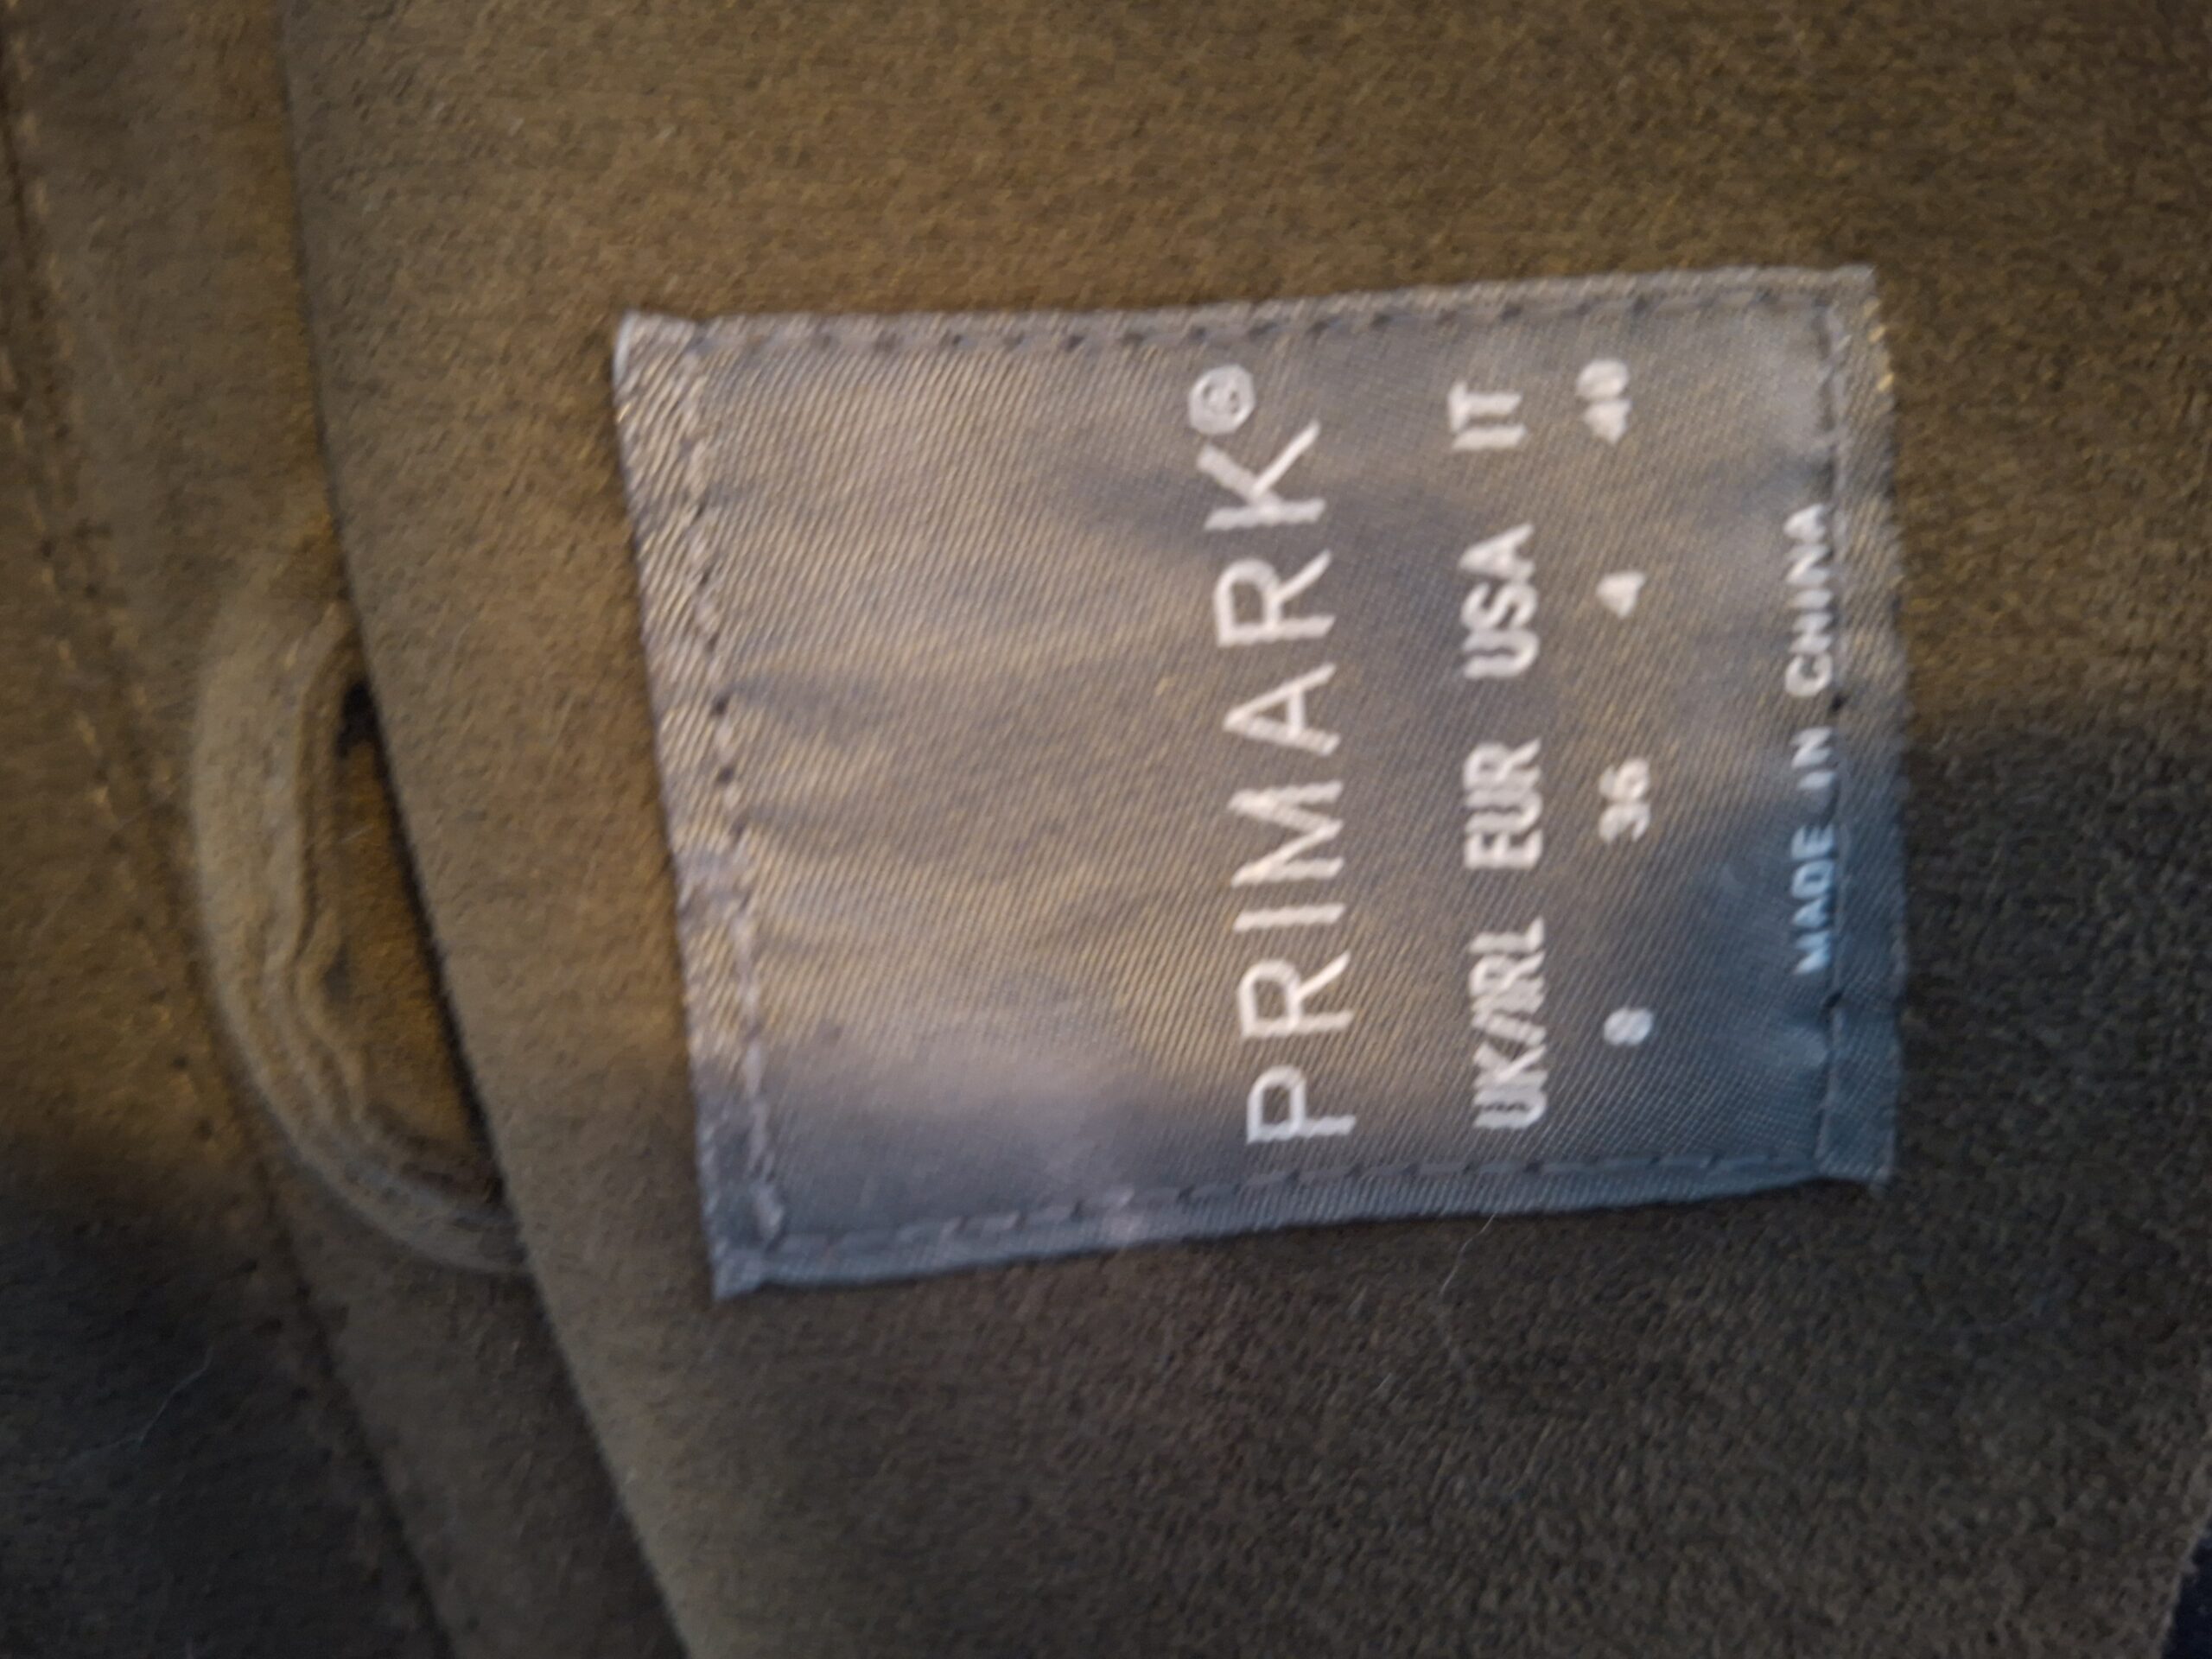 PRIMARK®
UK/IRL EUR USA IT
8 36 4 40
MADE IN CHINA